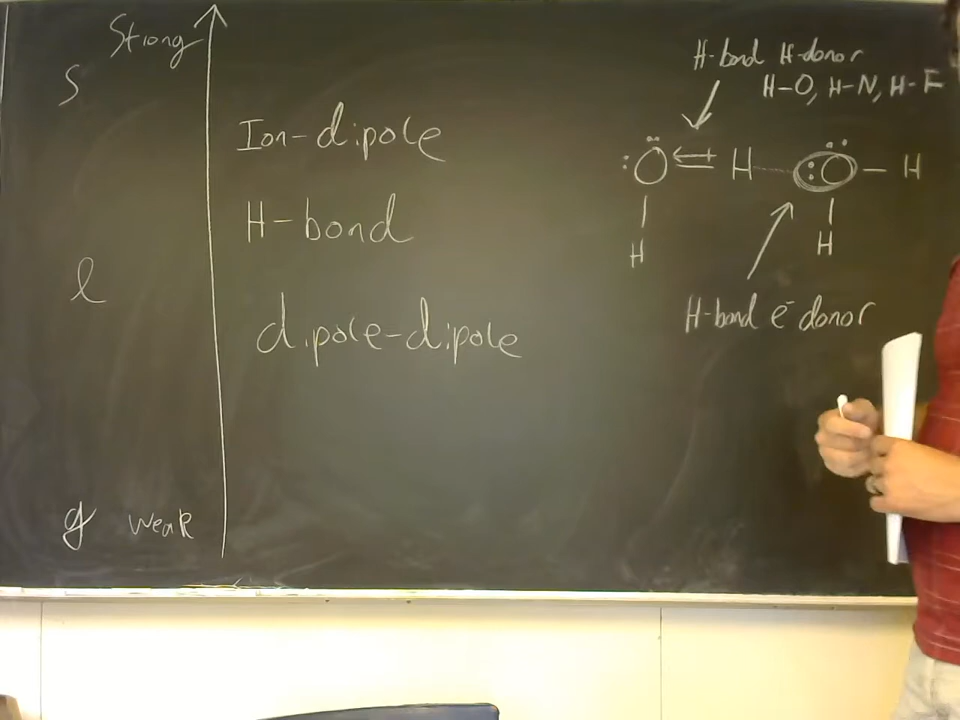 Strong
S
Ion-dipole
H-bond
l
dipole-dipole
g weak
H-bond H-donor
H-O, H-N, H-F
:O H :O - H
H H
H-bond e⁻ donor